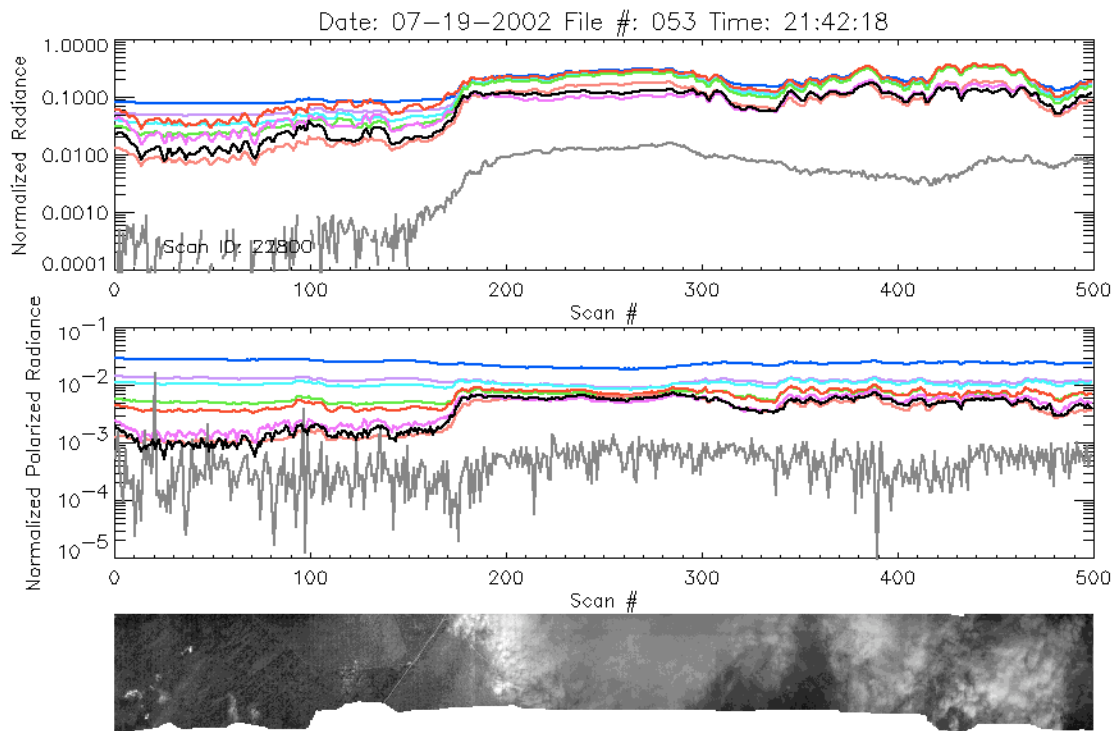 Date: 07-19-2002 File #: 053 Time: 21:42:18
Normalized Radiance
1.0000
0.1000
0.0100
0.0010
0.0001
Scan ID: 22800
0 100 200 300 400 500
Scan #
Normalized Polarized Radiance
10^-1
10^-2
10^-3
10^-4
10^-5
0 100 200 300 400 500
Scan #